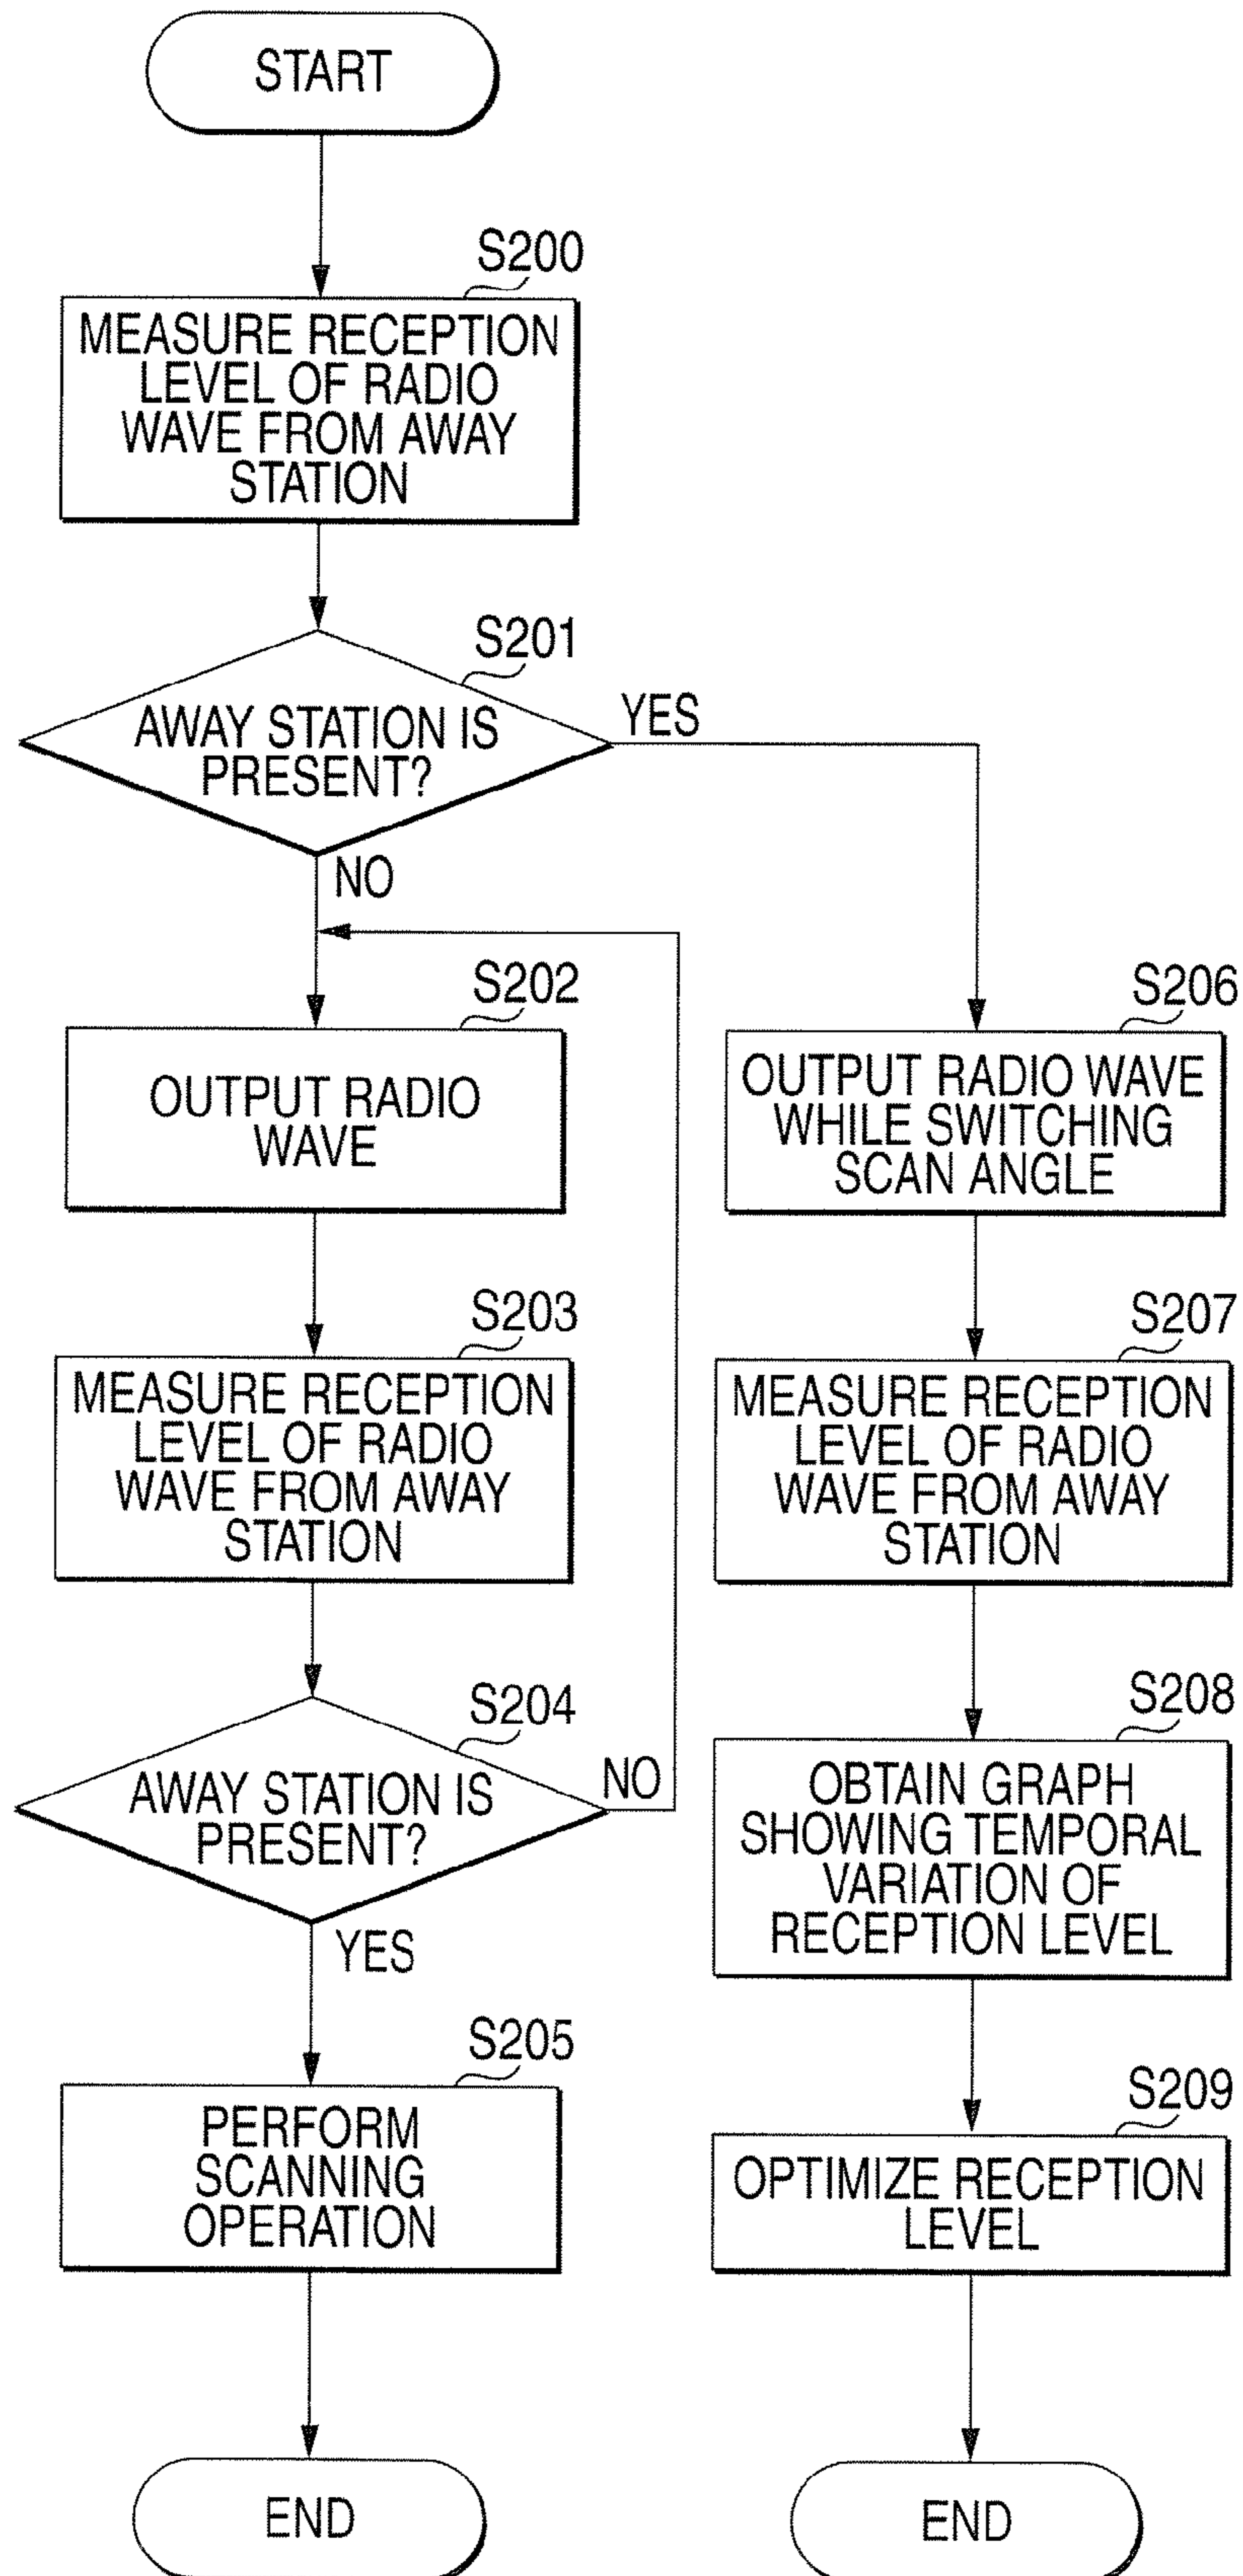 START
S200
MEASURE RECEPTION
LEVEL OF RADIO
WAVE FROM AWAY
STATION
S201
AWAY STATION IS
PRESENT?
YES
NO
S202
OUTPUT RADIO
WAVE
S203
MEASURE RECEPTION
LEVEL OF RADIO
WAVE FROM AWAY
STATION
S204
AWAY STATION IS
PRESENT?
NO
YES
S205
PERFORM
SCANNING
OPERATION
END
S206
OUTPUT RADIO WAVE
WHILE SWITCHING
SCAN ANGLE
S207
MEASURE RECEPTION
LEVEL OF RADIO
WAVE FROM AWAY
STATION
S208
OBTAIN GRAPH
SHOWING TEMPORAL
VARIATION OF
RECEPTION LEVEL
S209
OPTIMIZE RECEPTION
LEVEL
END